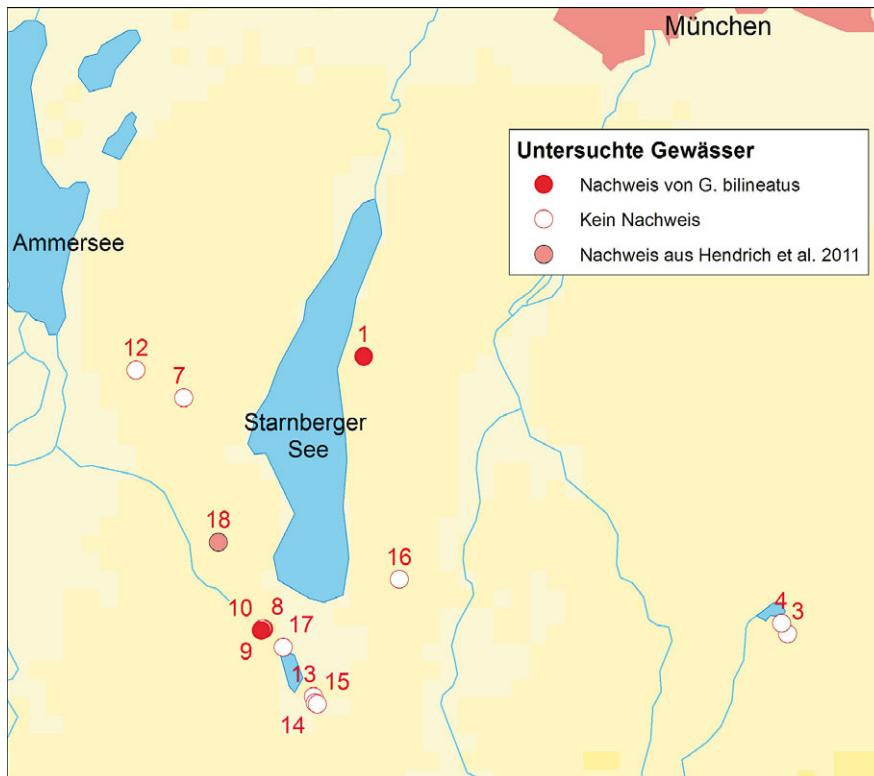 München
Untersuchte Gewässer
Nachweis von G. bilineatus
Kein Nachweis
Nachweis aus Hendrich et al. 2011
Ammersee
1
12
7
Starnberger
See
18
16
10 8
17
9
4 3
13 15
14